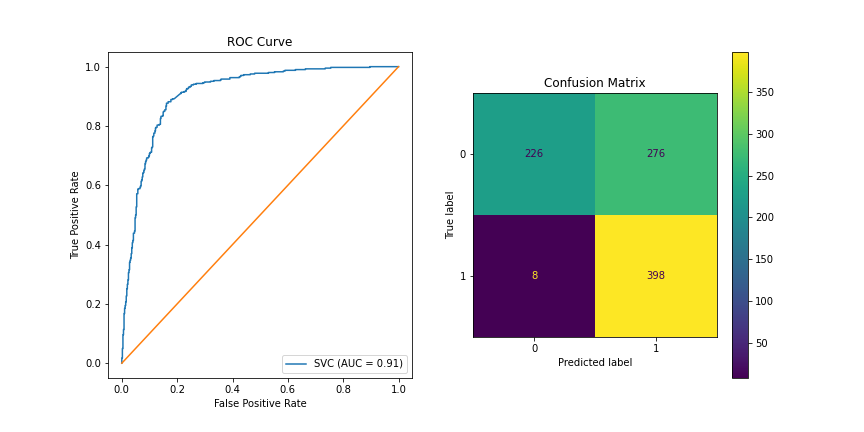 ROC Curve
True Positive Rate
1.0
0.8
0.6
0.4
0.2
0.0
0.0 0.2 0.4 0.6 0.8 1.0
False Positive Rate
SVC (AUC = 0.91)
Confusion Matrix
True label
0
1
226 276
8 398
0 1
Predicted label
350
300
250
200
150
100
50